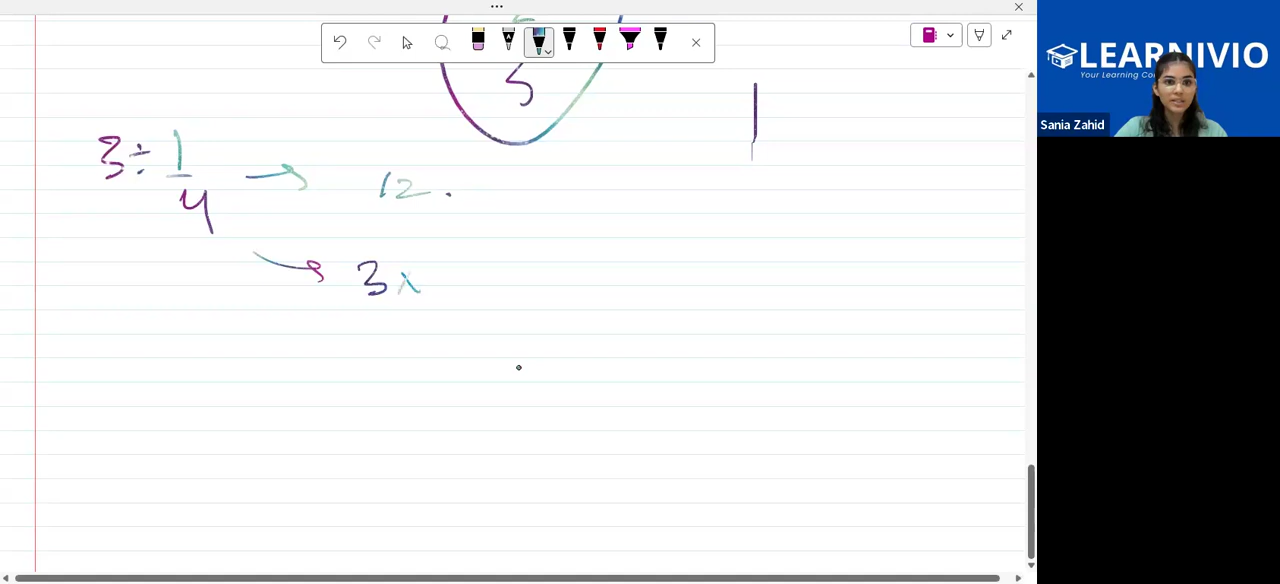 LEARNIVIO
Your Learning Co
Sania Zahid
5
3 ÷ 1/4 → 12.
→ 3 x